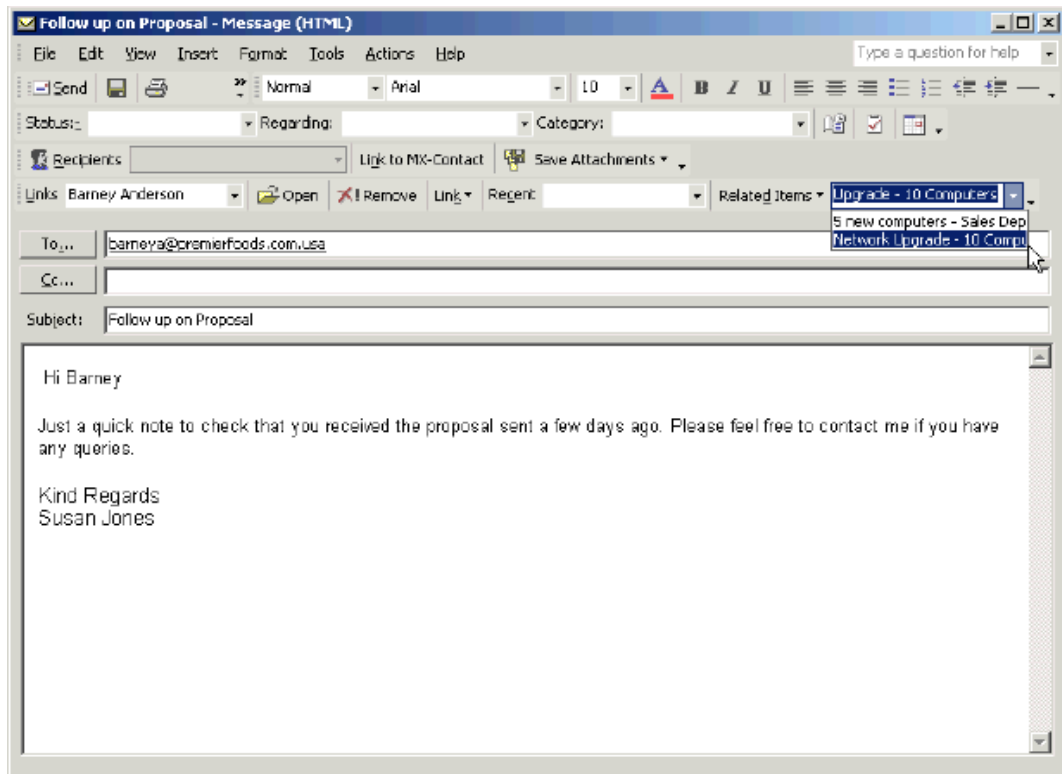 Follow up on Proposal - Message (HTML)
File Edit View Insert Format Tools Actions Help Type a question for help
Send Normal Arial 10 A B I U
Status: Regarding: Category:
Recipients Link to MX-Contact Save Attachments
Links Barney Anderson Open Remove Link Recent Related Items Upgrade - 10 Computers
5 new computers - Sales Dep
Network Upgrade - 10 Compu
To... barneya@premierfoods.com.usa
Cc...
Subject: Follow up on Proposal
Hi Barney
Just a quick note to check that you received the proposal sent a few days ago. Please feel free to contact me if you have
any queries.
Kind Regards
Susan Jones